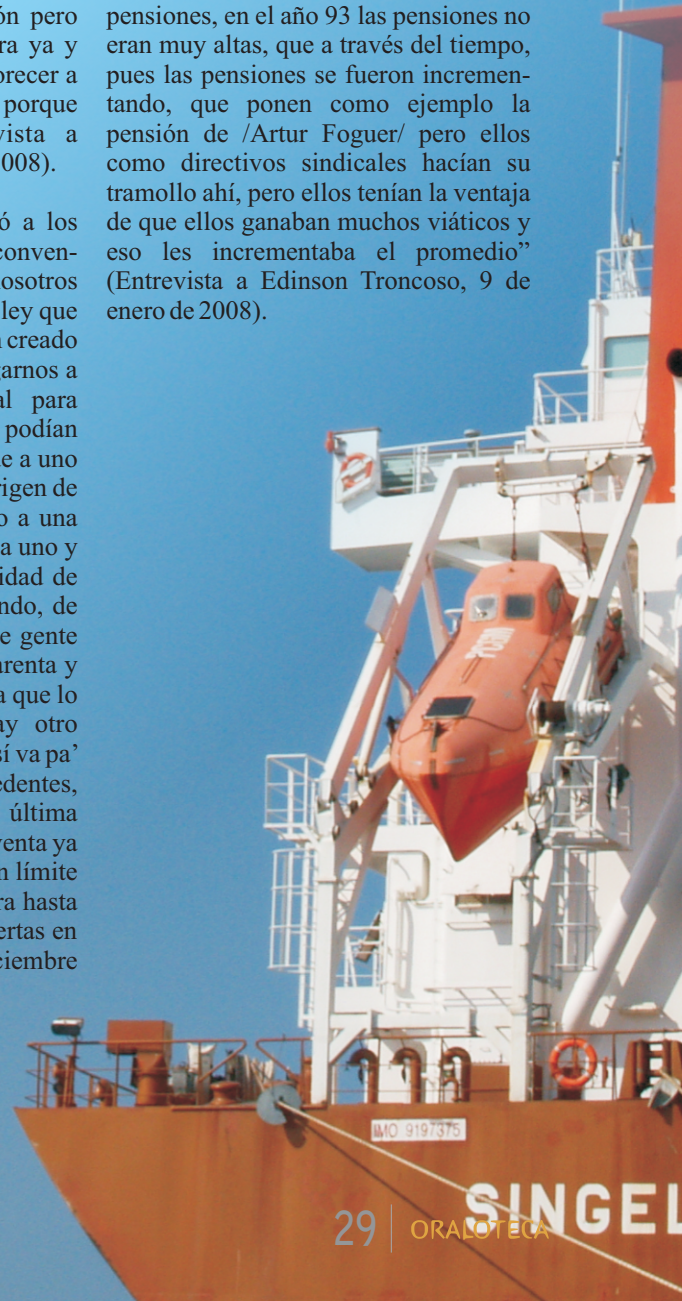 ón pero
ra ya y
orecer a
porque
vista a
008).
ó a los
conven-
osotros
ley que
creado
garnos a
al para
podían
e a uno
rigen de
o a una
a uno y
idad de
ndo, de
e gente
arenta y
a que lo
ay otro
sí va pa’
edentes,
última
venta ya
n límite
ra hasta
ertas en
ciembre
pensiones, en el año 93 las pensiones no
eran muy altas, que a través del tiempo,
pues las pensiones se fueron incremen-
tando, que ponen como ejemplo la
pensión de /Artur Foguer/ pero ellos
como directivos sindicales hacían su
tramollo ahí, pero ellos tenían la ventaja
de que ellos ganaban muchos viáticos y
eso les incrementaba el promedio”
(Entrevista a Edinson Troncoso, 9 de
enero de 2008).
IMO 9197375
SINGEL
29 ORALOTECA